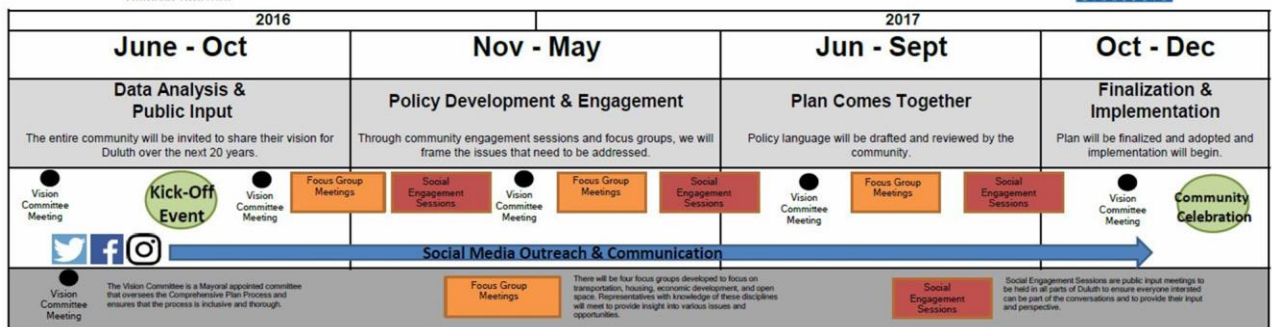 2016
2017
June - Oct
Nov - May
Jun - Sept
Oct - Dec
Data Analysis &
Public Input
The entire community will be invited to share their vision for
Duluth over the next 20 years.
Policy Development & Engagement
Through community engagement sessions and focus groups, we will
frame the issues that need to be addressed.
Plan Comes Together
Policy language will be drafted and reviewed by the
community.
Finalization &
Implementation
Plan will be finalized and adopted and
implementation will begin.
Vision
Committee
Meeting
Kick-Off
Event
Vision
Committee
Meeting
Focus Group
Meetings
Social
Engagement
Sessions
Vision
Committee
Meeting
Focus Group
Meetings
Social
Engagement
Sessions
Vision
Committee
Meeting
Focus Group
Meetings
Social
Engagement
Sessions
Vision
Committee
Meeting
Community
Celebration
Social Media Outreach & Communication
Vision
Committee
Meeting
The Vision Committee is a Mayoral appointed committee
that oversees the Comprehensive Plan Process and
ensures that the process is inclusive and thorough.
Focus Group
Meetings
There will be four focus groups developed to focus on
transportation, housing, economic development, and open
space. Representatives with knowledge of these disciplines
will meet to provide insight into various issues and
opportunities.
Social
Engagement
Sessions
Social Engagement Sessions are public input meetings to
be held in all parts of Duluth to ensure everyone intersted
can be part of the conversations and to provide their input
and perspective.